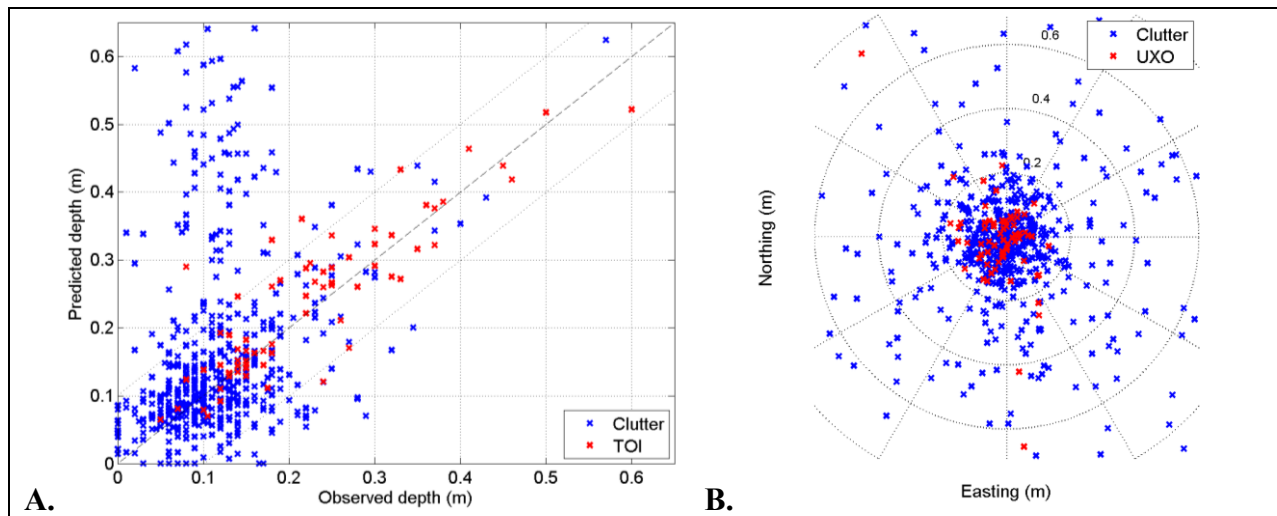 0.6
0.5
0.4
0.3
0.2
0.1
0
0 0.1 0.2 0.3 0.4 0.5 0.6
Predicted depth (m)
Observed depth (m)
Clutter
TOI
A.
Clutter
UXO
0.6
0.4
0.2
Northing (m)
Easting (m)
B.